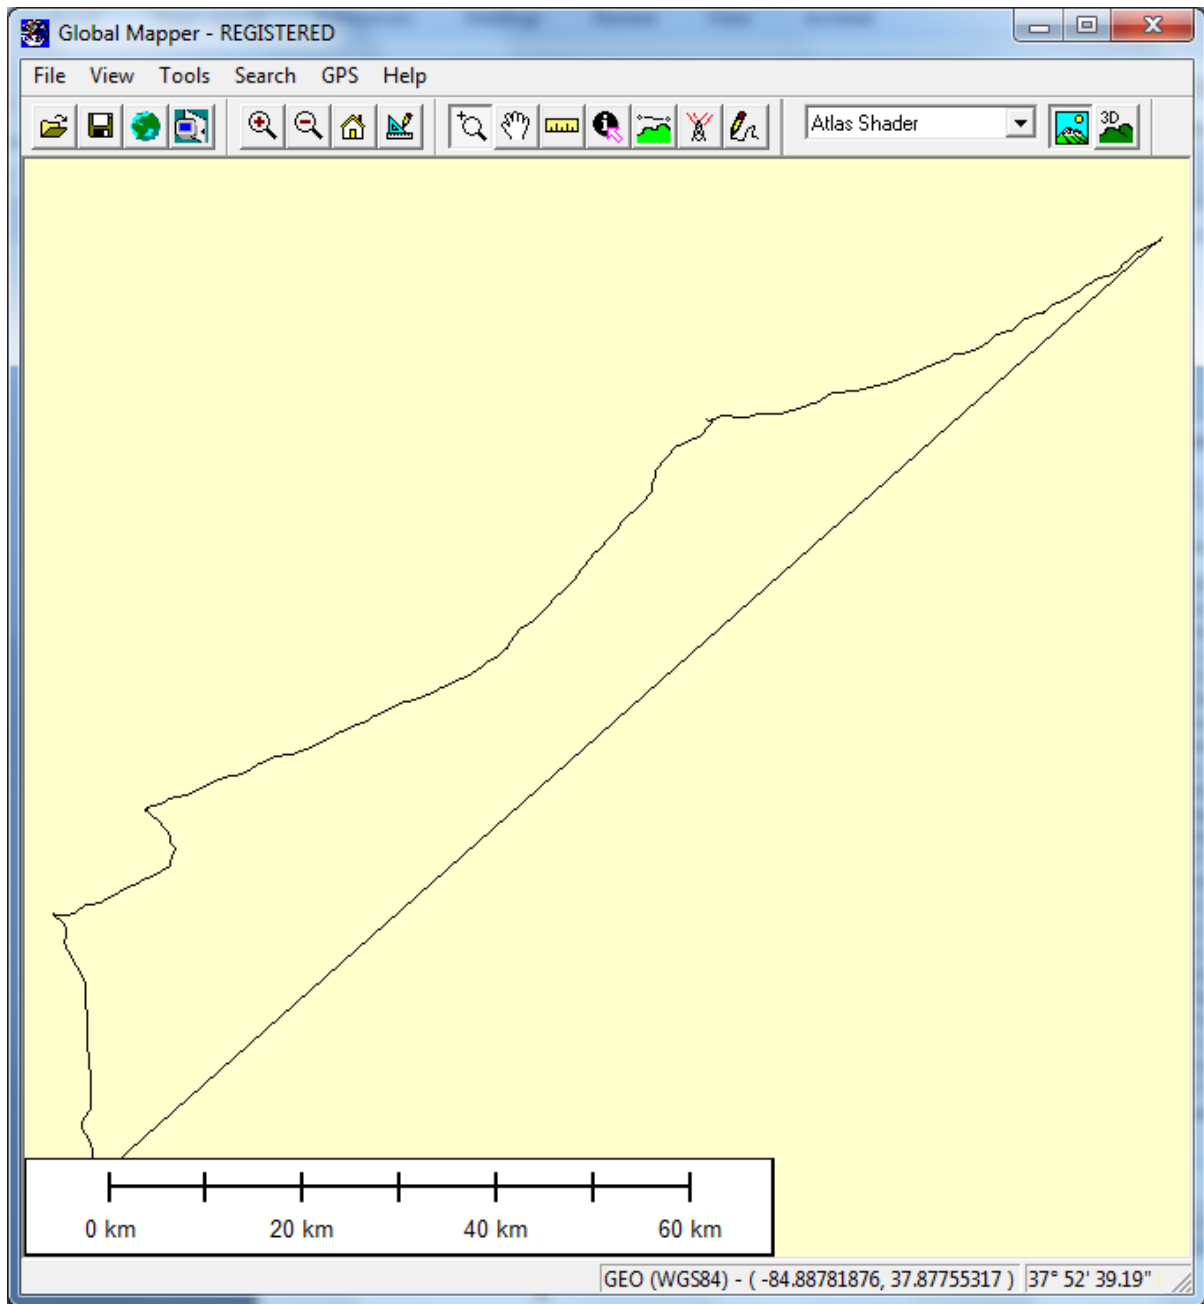 Global Mapper - REGISTERED
File View Tools Search GPS Help
Atlas Shader
3D
0 km 20 km 40 km 60 km
GEO (WGS84) - ( -84.88781876, 37.87755317 ) 37° 52' 39.19"